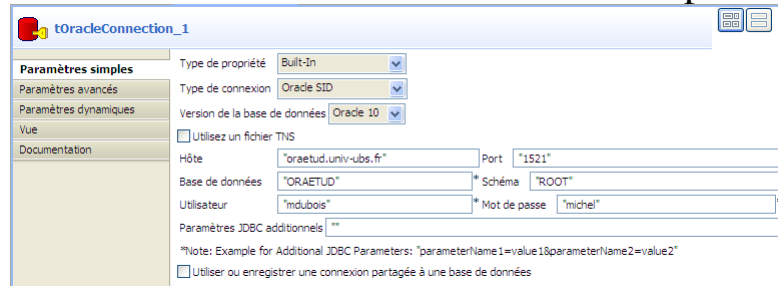 tOracleConnection_1
Paramètres simples
Paramètres avancés
Paramètres dynamiques
Vue
Documentation
Type de propriété Built-In
Type de connexion Oracle SID
Version de la base de données Oracle 10
Utilisez un fichier TNS
Hôte "oraetud.univ-ubs.fr" Port "1521"
Base de données "ORAETUD" * Schéma "ROOT"
Utilisateur "mdubois" * Mot de passe "michel" *
Paramètres JDBC additionnels ""
*Note: Example for Additional JDBC Parameters: "parameterName1=value1&parameterName2=value2"
Utiliser ou enregistrer une connexion partagée à une base de données